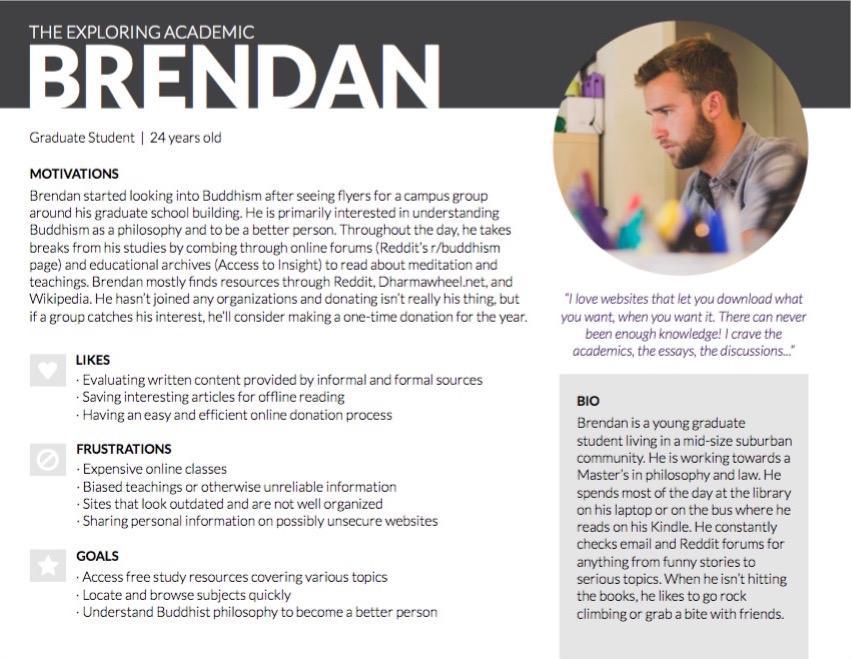 THE EXPLORING ACADEMIC
BRENDAN
Graduate Student | 24 years old
MOTIVATIONS
Brendan started looking into Buddhism after seeing flyers for a campus group
around his graduate school building. He is primarily interested in understanding
Buddhism as a philosophy and to be a better person. Throughout the day, he takes
breaks from his studies by combing through online forums (Reddit's r/buddhism
page) and educational archives (Access to Insight) to read about meditation and
teachings. Brendan mostly finds resources through Reddit, Dharmawheel.net, and
Wikipedia. He hasn't joined any organizations and donating isn't really his thing, but
if a group catches his interest, he'll consider making a one-time donation for the year.
LIKES
· Evaluating written content provided by informal and formal sources
· Saving interesting articles for offline reading
· Having an easy and efficient online donation process
FRUSTRATIONS
· Expensive online classes
· Biased teachings or otherwise unreliable information
· Sites that look outdated and are not well organized
· Sharing personal information on possibly unsecure websites
GOALS
· Access free study resources covering various topics
· Locate and browse subjects quickly
· Understand Buddhist philosophy to become a better person
"I love websites that let you download what
you want, when you want it. There can never
been enough knowledge! I crave the
academics, the essays, the discussions..."
BIO
Brendan is a young graduate
student living in a mid-size suburban
community. He is working towards a
Master's in philosophy and law. He
spends most of the day at the library
on his laptop or on the bus where he
reads on his Kindle. He constantly
checks email and Reddit forums for
anything from funny stories to
serious topics. When he isn't hitting
the books, he likes to go rock
climbing or grab a bite with friends.